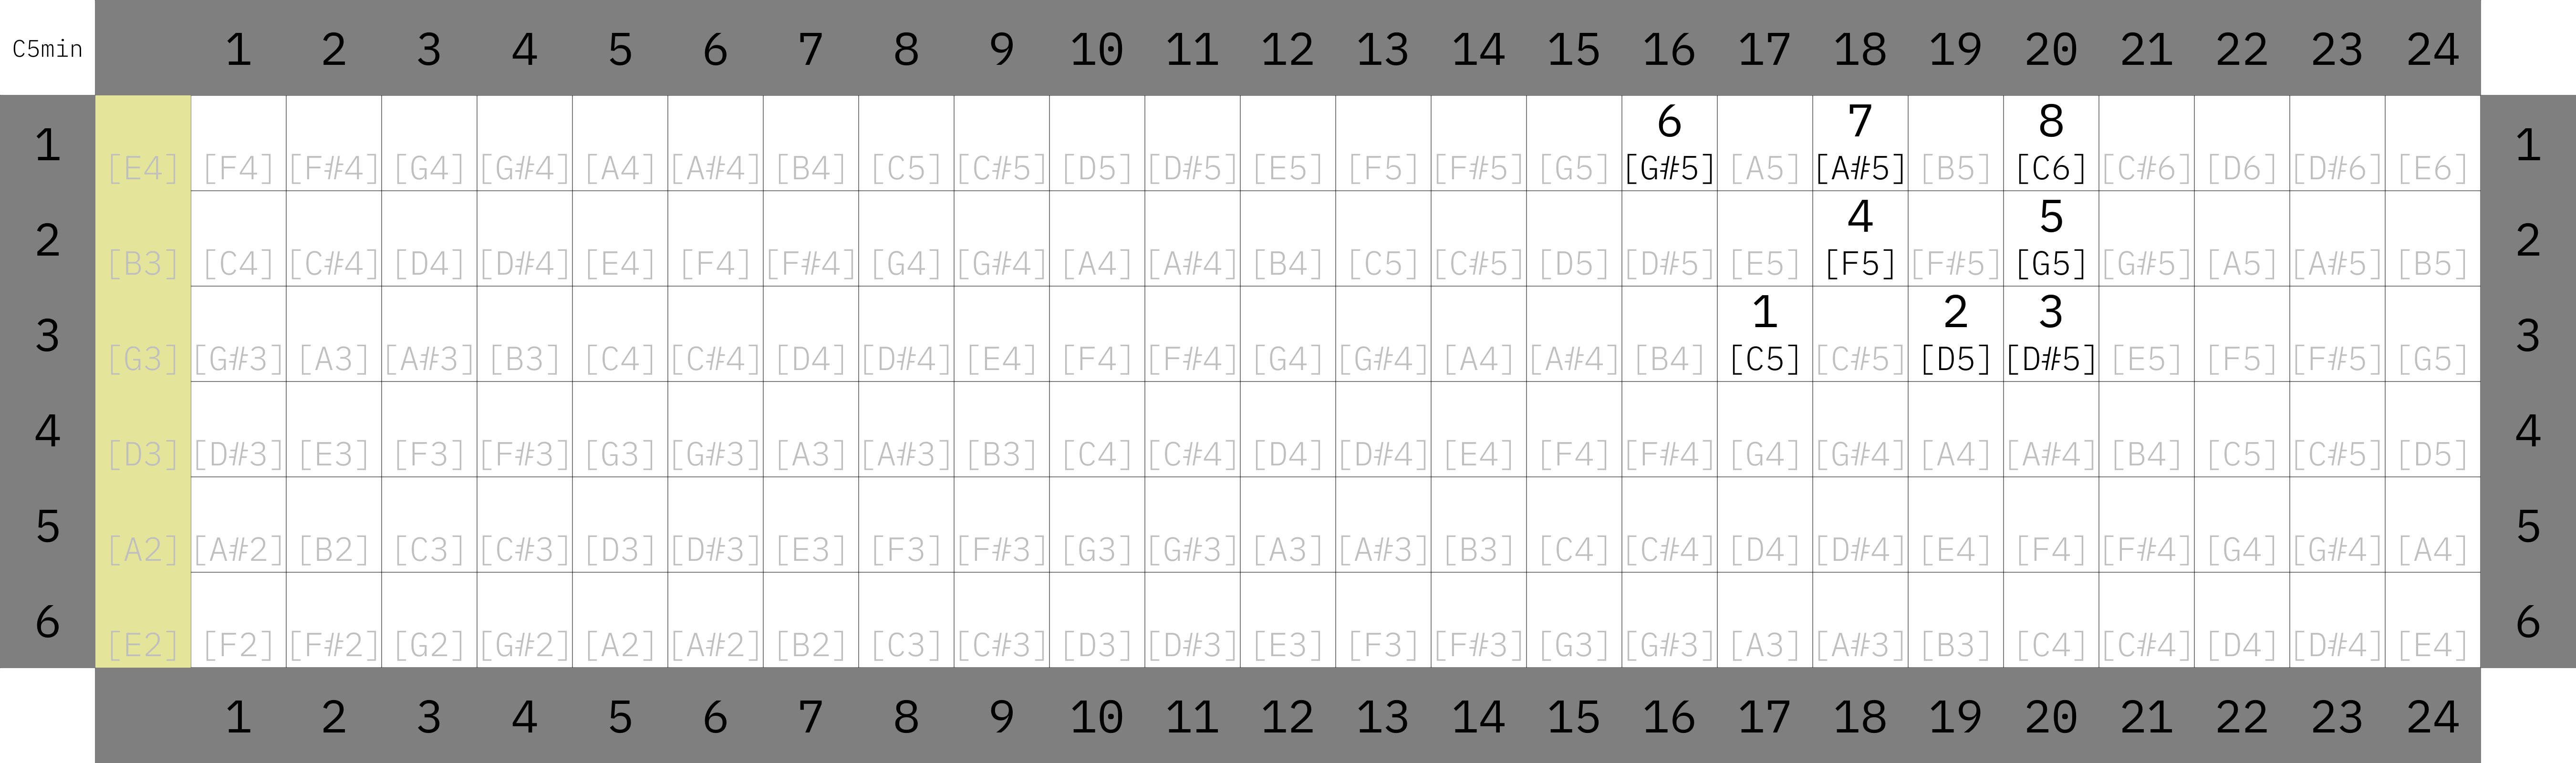 C5min 1 2 3 4 5 6 7 8 9 10 11 12 13 14 15 16 17 18 19 20 21 22 23 24
6 7 8
1 [E4] [F4] [F#4] [G4] [G#4] [A4] [A#4] [B4] [C5] [C#5] [D5] [D#5] [E5] [F5] [F#5] [G5] [G#5] [A5] [A#5] [B5] [C6] [C#6] [D6] [D#6] [E6] 1
4 5
2 [B3] [C4] [C#4] [D4] [D#4] [E4] [F4] [F#4] [G4] [G#4] [A4] [A#4] [B4] [C5] [C#5] [D5] [D#5] [E5] [F5] [F#5] [G5] [G#5] [A5] [A#5] [B5] 2
1 2 3
3 [G3] [G#3] [A3] [A#3] [B3] [C4] [C#4] [D4] [D#4] [E4] [F4] [F#4] [G4] [G#4] [A4] [A#4] [B4] [C5] [C#5] [D5] [D#5] [E5] [F5] [F#5] [G5] 3
4 [D3] [D#3] [E3] [F3] [F#3] [G3] [G#3] [A3] [A#3] [B3] [C4] [C#4] [D4] [D#4] [E4] [F4] [F#4] [G4] [G#4] [A4] [A#4] [B4] [C5] [C#5] [D5] 4
5 [A2] [A#2] [B2] [C3] [C#3] [D3] [D#3] [E3] [F3] [F#3] [G3] [G#3] [A3] [A#3] [B3] [C4] [C#4] [D4] [D#4] [E4] [F4] [F#4] [G4] [G#4] [A4] 5
6 [E2] [F2] [F#2] [G2] [G#2] [A2] [A#2] [B2] [C3] [C#3] [D3] [D#3] [E3] [F3] [F#3] [G3] [G#3] [A3] [A#3] [B3] [C4] [C#4] [D4] [D#4] [E4] 6
1 2 3 4 5 6 7 8 9 10 11 12 13 14 15 16 17 18 19 20 21 22 23 24